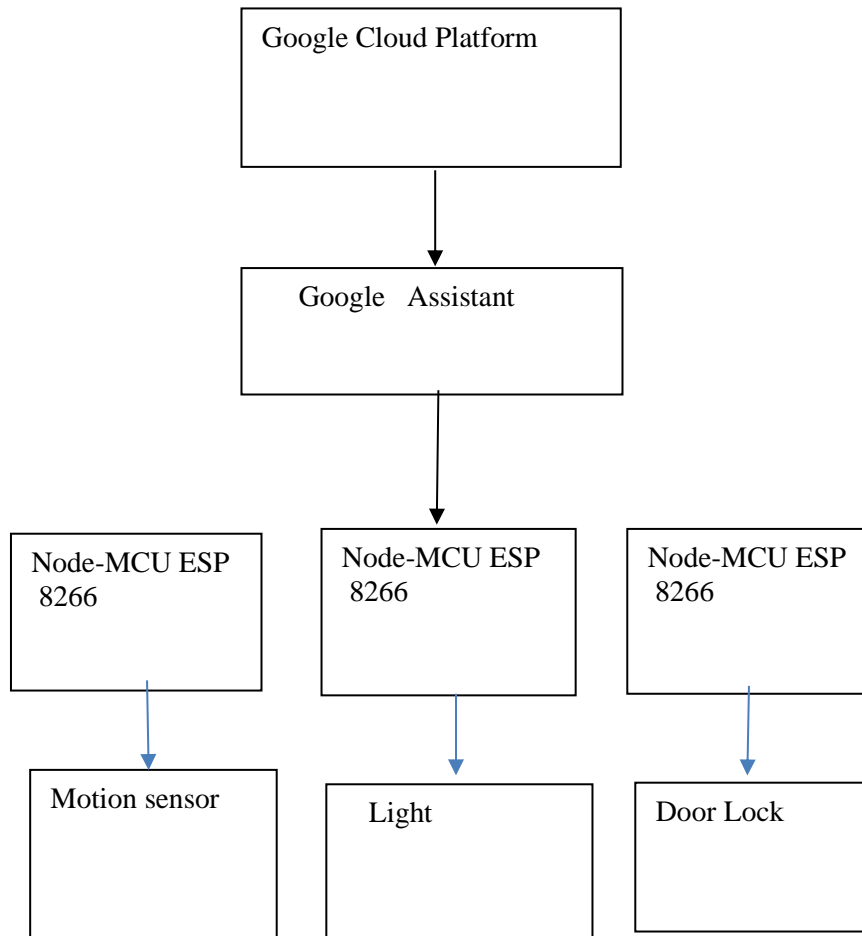 Google Cloud Platform
Google Assistant
Node-MCU ESP
8266
Node-MCU ESP
8266
Node-MCU ESP
8266
Motion sensor
Light
Door Lock